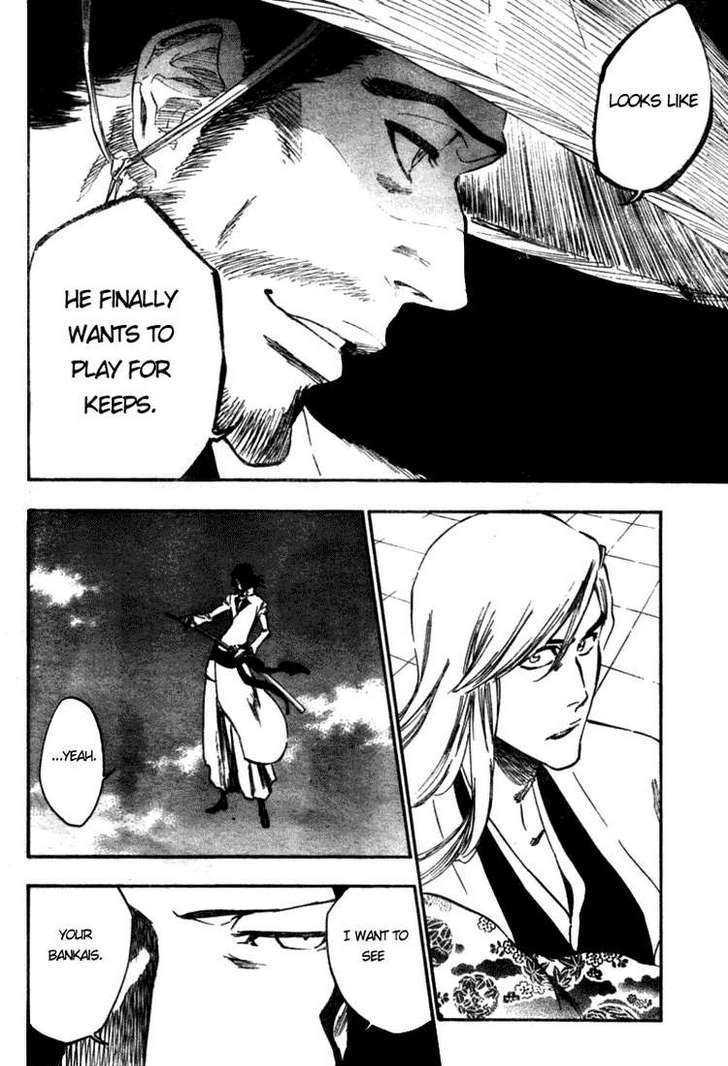 LOOKS LIKE
HE FINALLY
WANTS TO
PLAY FOR
KEEPS.
...YEAH.
I WANT TO
SEE
YOUR
BANKAIS.